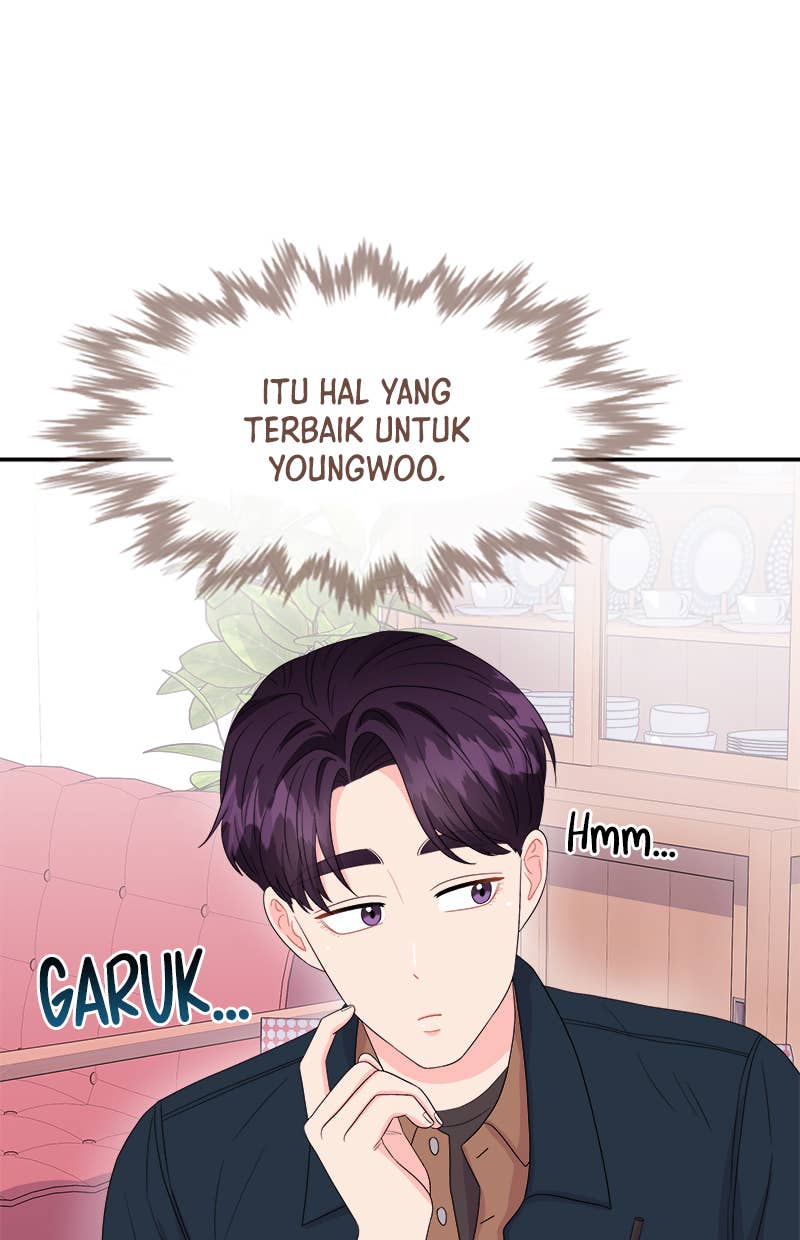 ITU HAL YANG
TERBAIK UNTUK
YOUNGWOO.
Hmm...
GARUK...